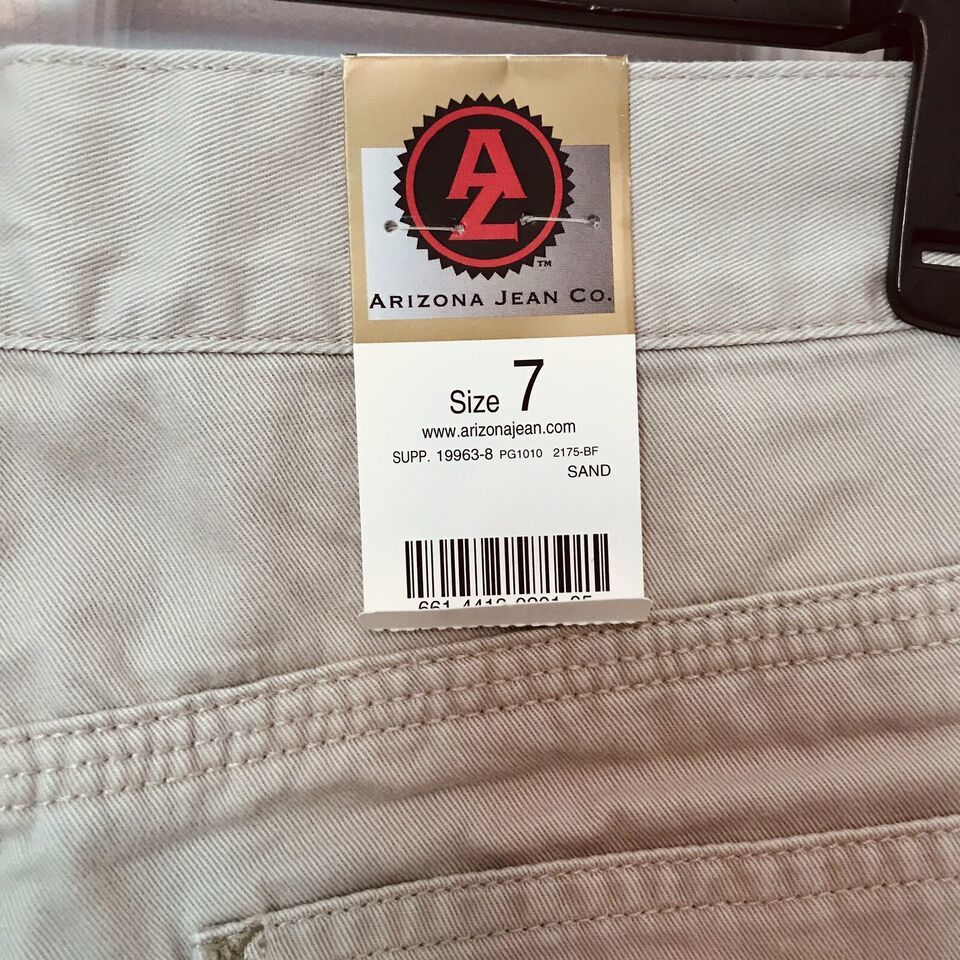 AZ
TM
ARIZONA JEAN CO.
Size 7
www.arizonajean.com
SUPP. 19963-8 PG1010 2175-BF
SAND